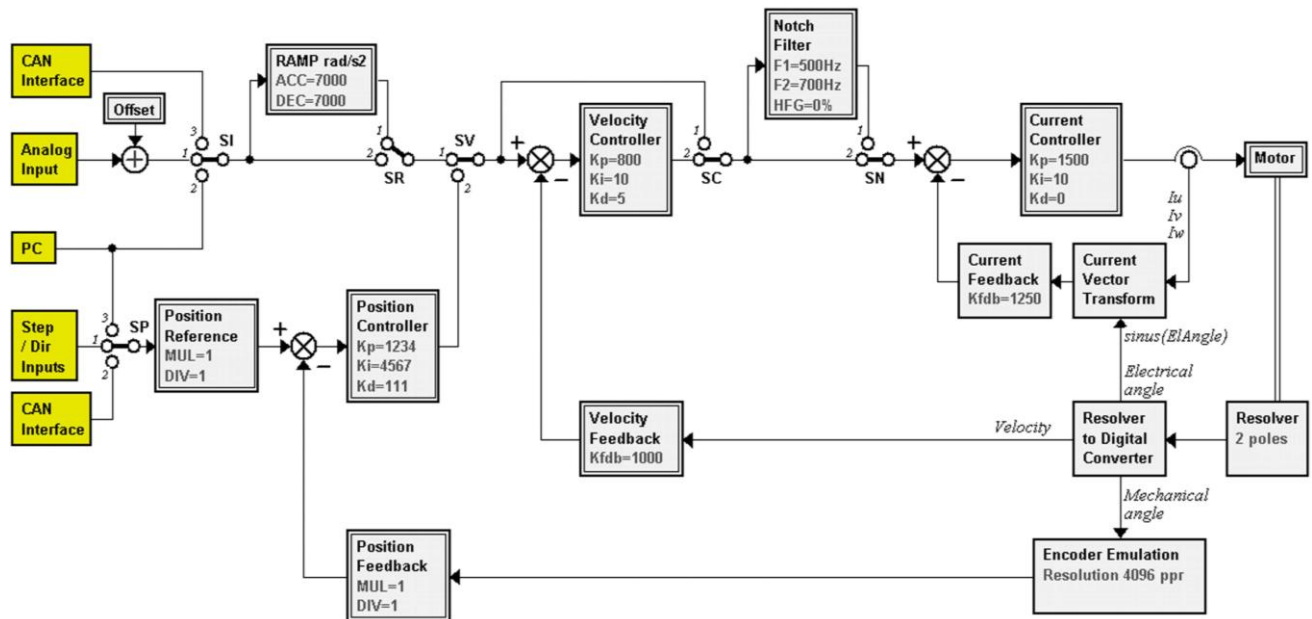 CAN
Interface
Offset
Analog
Input
3
1
2
SI
RAMP rad/s2
ACC=7000
DEC=7000
1
2
SR
SV
1
2
+
−
Velocity
Controller
Kp=800
Ki=10
Kd=5
1
2
SC
Notch
Filter
F1=500Hz
F2=700Hz
HFG=0%
1
2
SN
+
−
Current
Controller
Kp=1500
Ki=10
Kd=0
Motor
Iu
Iv
Iw
PC
Step
/ Dir
Inputs
CAN
Interface
3
1
2
SP
Position
Reference
MUL=1
DIV=1
+
−
Position
Controller
Kp=1234
Ki=4567
Kd=111
Current
Feedback
Kfdb=1250
Current
Vector
Transform
sinus(ElAngle)
Electrical
angle
Velocity
Feedback
Kfdb=1000
Velocity
Resolver
to Digital
Converter
Resolver
2 poles
Mechanical
angle
Position
Feedback
MUL=1
DIV=1
Encoder Emulation
Resolution 4096 ppr